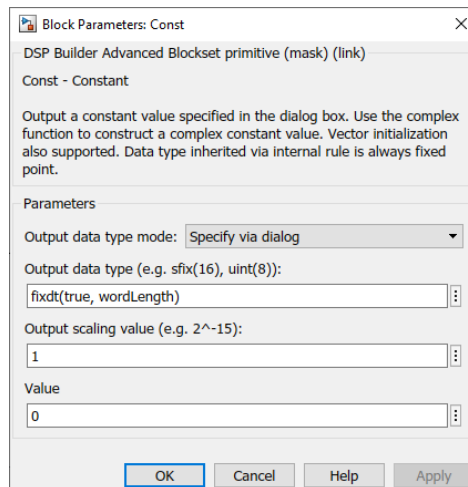 Block Parameters: Const
DSP Builder Advanced Blockset primitive (mask) (link)
Const - Constant
Output a constant value specified in the dialog box. Use the complex
function to construct a complex constant value. Vector initialization
also supported. Data type inherited via internal rule is always fixed
point.
Parameters
Output data type mode: Specify via dialog
Output data type (e.g. sfix(16), uint(8)):
fixdt(true, wordLength)
Output scaling value (e.g. 2^-15):
1
Value
0
OK Cancel Help Apply